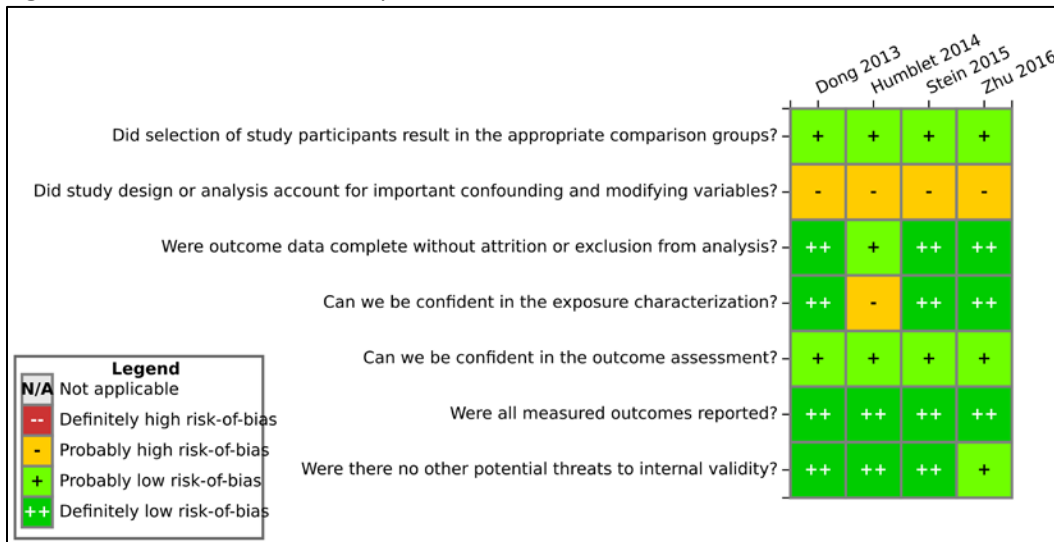 Dong 2013
Humblet 2014
Stein 2015
Zhu 2016
Did selection of study participants result in the appropriate comparison groups? + + + +
Did study design or analysis account for important confounding and modifying variables? - - - -
Were outcome data complete without attrition or exclusion from analysis? ++ + ++ ++
Can we be confident in the exposure characterization? ++ - ++ ++
Can we be confident in the outcome assessment? + + + +
Were all measured outcomes reported? ++ ++ ++ ++
Were there no other potential threats to internal validity? ++ ++ ++ +
Legend
N/A Not applicable
-- Definitely high risk-of-bias
- Probably high risk-of-bias
+ Probably low risk-of-bias
++ Definitely low risk-of-bias